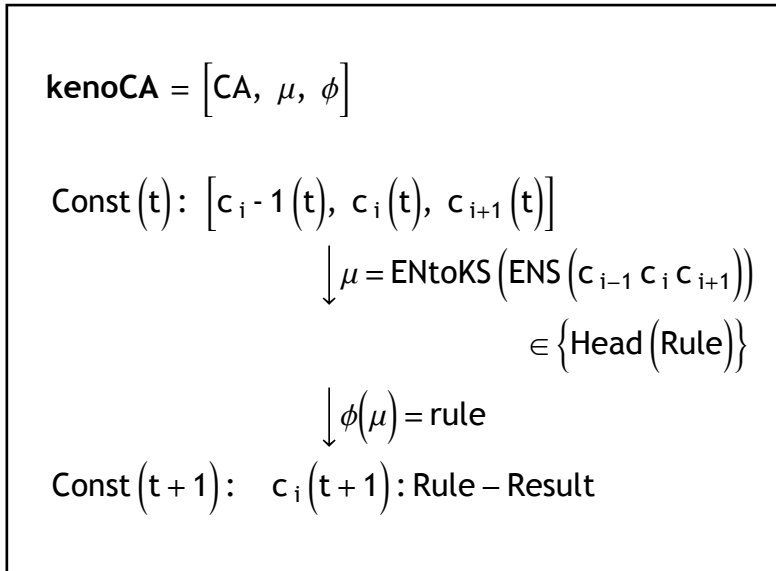 kenoCA = [CA, μ, ϕ]
Const(t): [c i - 1(t), c i(t), c i+1(t)]
↓ μ = ENtoKS(ENS(c i−1 c i c i+1))
∈ {Head(Rule)}
↓ ϕ(μ) = rule
Const(t + 1): c i(t + 1) : Rule – Result